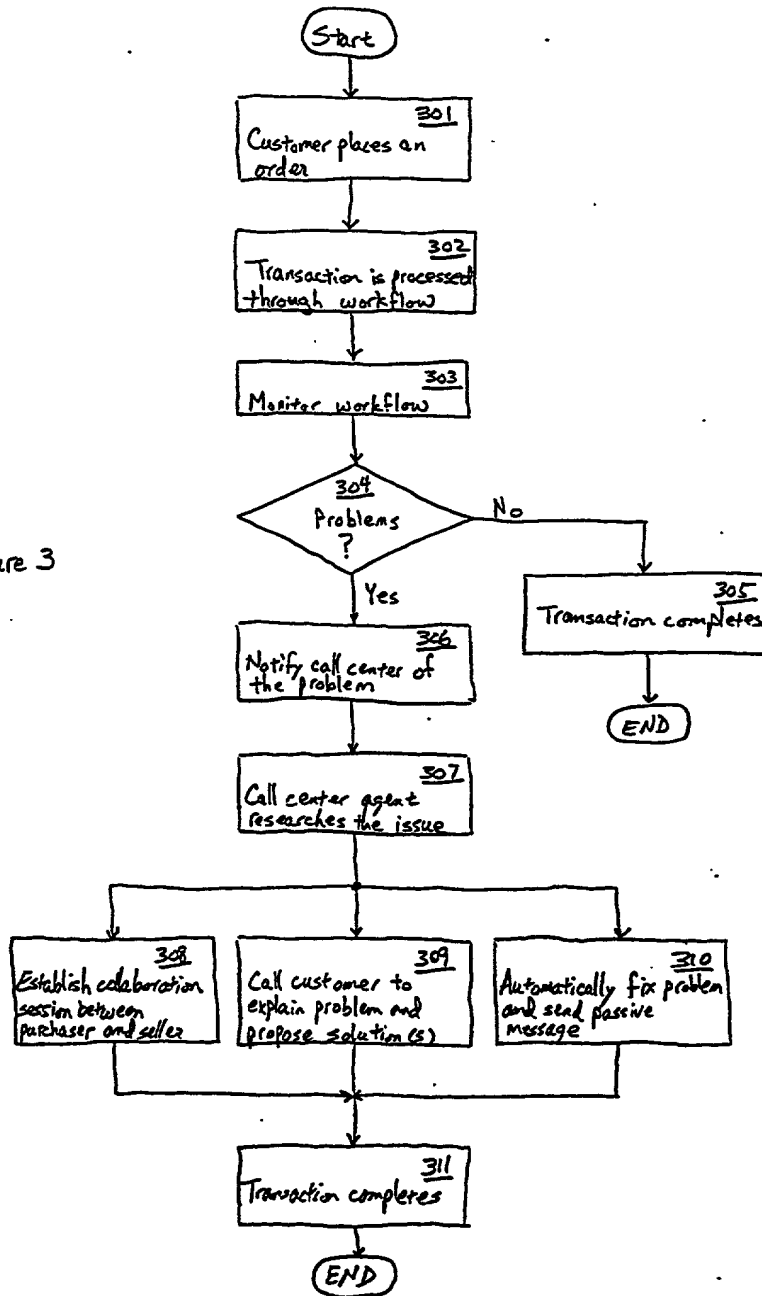 Start
301
Customer places an
order
302
Transaction is processed
through workflow
303
Monitor workflow
304
Problems
?
No
Yes
305
Transaction completes
END
ure 3
306
Notify call center of
the problem
307
Call center agent
researches the issue
308
Establish collaboration
session between
purchaser and seller
309
Call customer to
explain problem and
propose solution(s)
310
Automatically fix problem
and send passive
message
311
Transaction completes
END